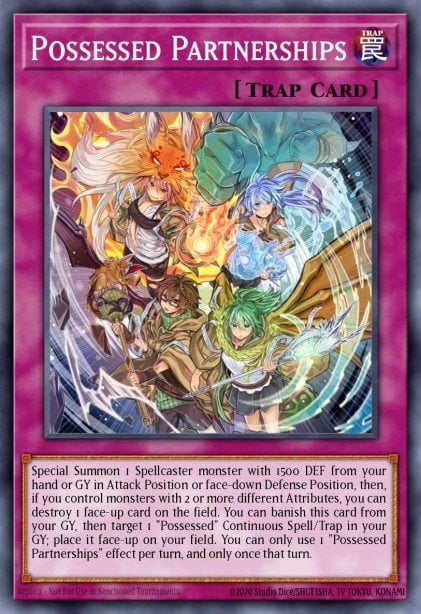 POSSESSED PARTNERSHIPS
TRAP
罠
[TRAP CARD]
Special Summon 1 Spellcaster monster with 1500 DEF from your
hand or GY in Attack Position or face-down Defense Position, then,
if you control monsters with 2 or more different Attributes, you can
destroy 1 face-up card on the field. You can banish this card from
your GY, then target 1 "Possessed" Continuous Spell/Trap in your
GY; place it face-up on your field. You can only use 1 "Possessed
Partnerships" effect per turn, and only once that turn.
Replica - Not For Use in Sanctioned Tournaments
©2020 Studio Dice/SHUEISHA, TV TOKYO, KONAMI